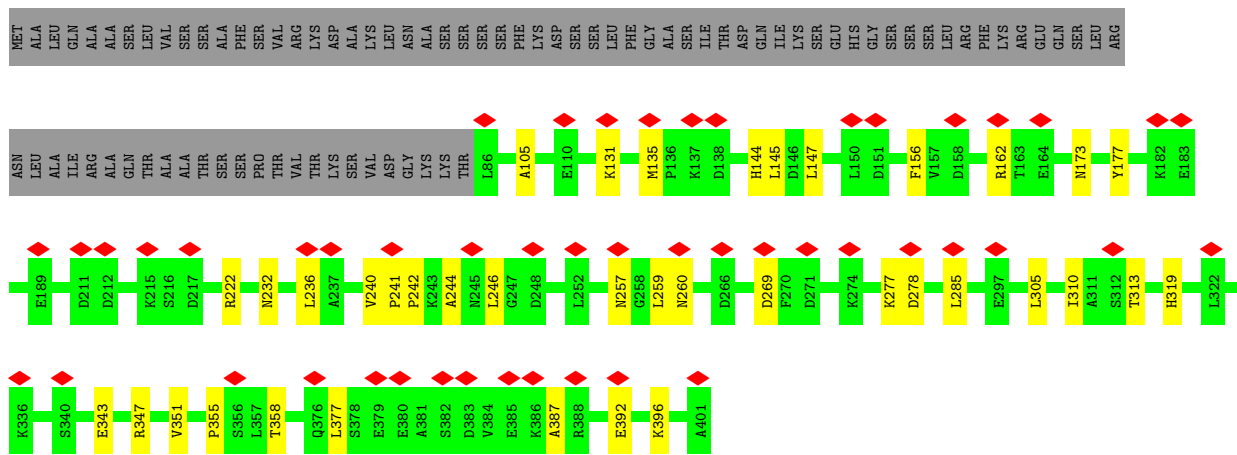 MET ALA LEU GLN ALA ALA SER LEU VAL SER SER ALA PHE SER VAL ARG LYS ASP ALA LYS LEU ASN ALA SER SER SER SER PHE LYS ASP SER SER LEU PHE GLY ALA SER ILE THR ASP GLN ILE LYS SER GLU HIS GLY SER SER SER LEU ARG PHE LYS ARG GLU GLN SER LEU ARG
ASN LEU ALA ILE ARG ALA GLN THR ALA ALA THR SER SER PRO THR VAL THR LYS SER VAL ASP GLY LYS LYS THR L86 A105 E110 K131 M135 P136 K137 D138 H144 L145 D146 L147 L150 D151 F156 V157 D158 R162 T163 E164 N173 Y177 K182 E183
E189 D211 D212 K215 S216 D217 R222 N232 L236 A237 V240 P241 P242 K243 A244 N245 L246 G247 D248 L252 N257 G258 L259 N260 D266 D269 F270 D271 K274 K277 D278 L285 E297 L305 I310 A311 S312 T313 H319 L322
K336 S340 E343 R347 V351 P355 S356 L357 T358 Q376 L377 S378 E379 E380 A381 S382 D383 V384 E385 K386 A387 R388 E392 K396 A401